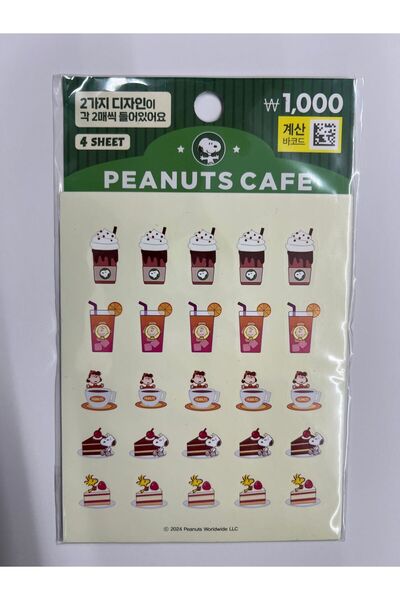 2가지 디자인이
각 2매씩 들어있어요
4 SHEET
₩1,000
계산
바코드
PEANUTS CAFE
© 2024 Peanuts Worldwide LLC